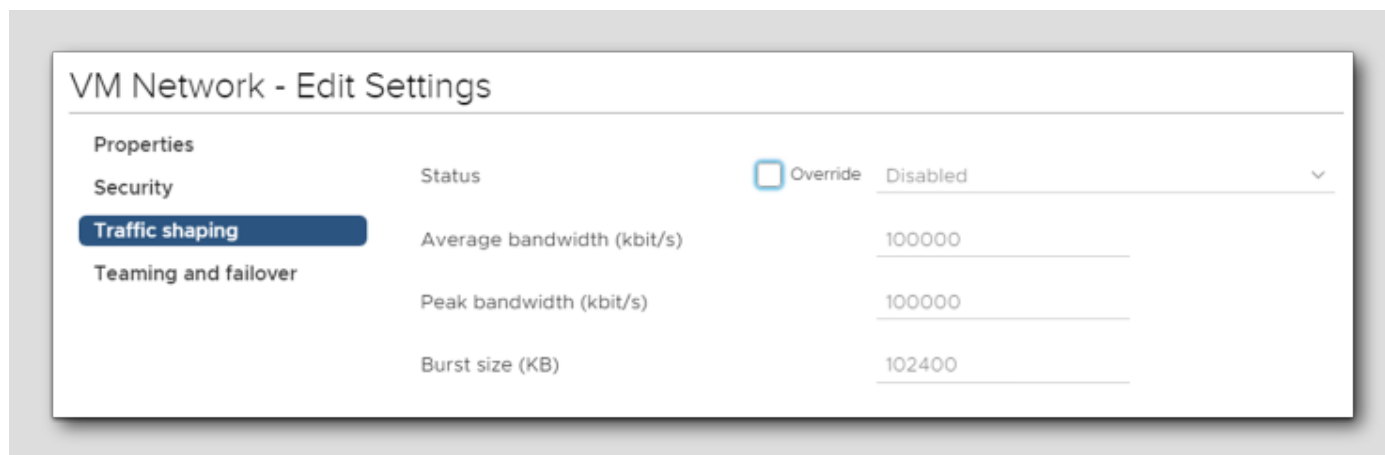 VM Network - Edit Settings
Properties
Security
Traffic shaping
Teaming and failover
Status Override Disabled
Average bandwidth (kbit/s) 100000
Peak bandwidth (kbit/s) 100000
Burst size (KB) 102400